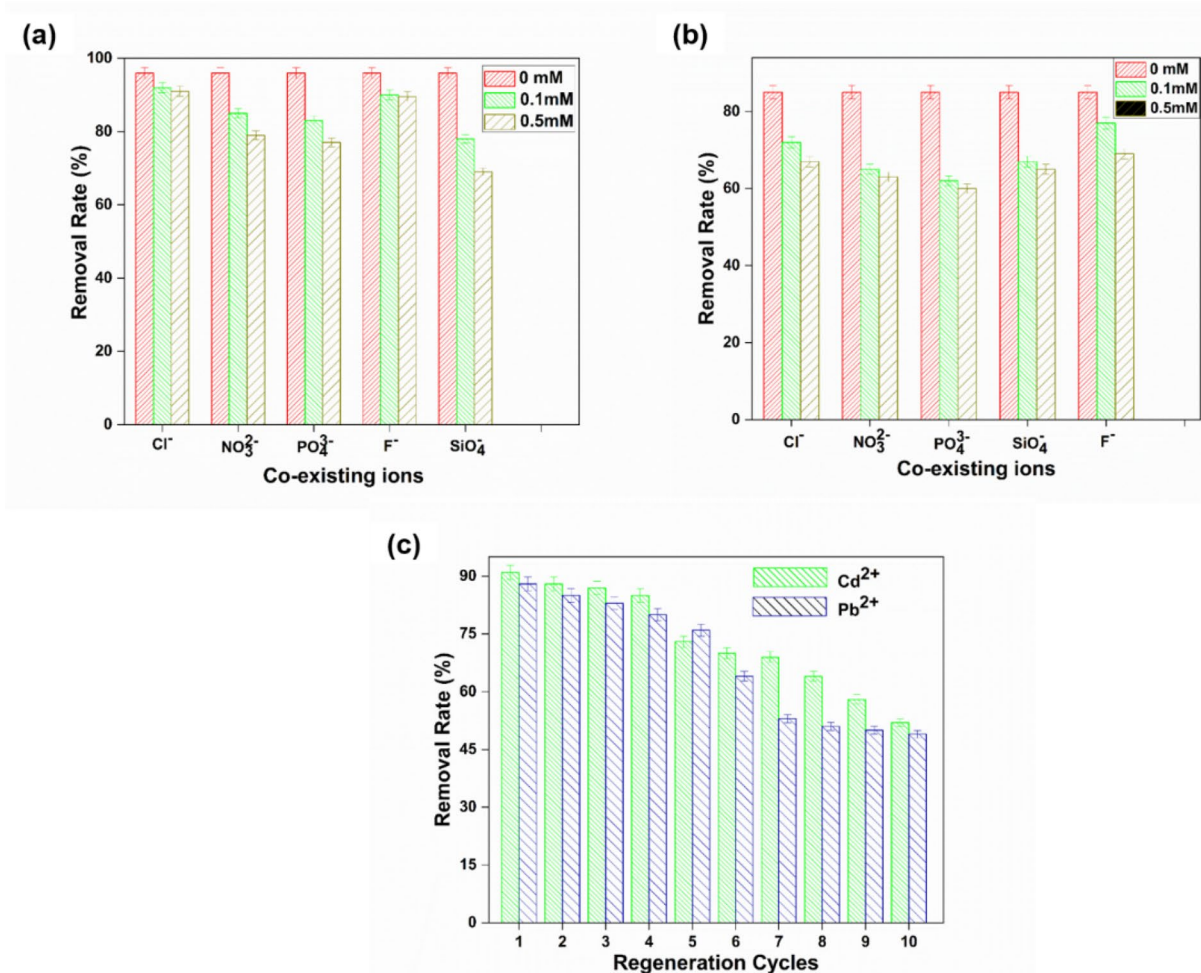 (a)
100
80
60
40
20
0
Removal Rate (%)
0 mM
0.1mM
0.5mM
Cl⁻ NO₃²⁻ PO₄³⁻ F⁻ SiO₄⁻
Co-existing ions
(b)
80
60
40
20
0
Removal Rate (%)
0 mM
0.1mM
0.5mM
Cl⁻ NO₃²⁻ PO₄³⁻ SiO₄⁻ F⁻
Co-existing ions
(c)
90
75
60
45
30
15
0
Removal Rate (%)
Cd²⁺
Pb²⁺
1 2 3 4 5 6 7 8 9 10
Regeneration Cycles